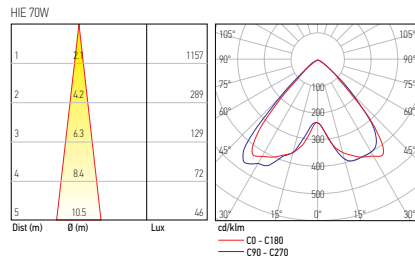 HIE 70W
1 2.1 1157
2 4.2 289
3 6.3 129
4 8.4 72
5 10.5 46
Dist (m) Ø (m) Lux
105° 105°
90° 90°
75° 75°
60° 60°
45° 45°
30° 15° 0° 15° 30°
100
200
300
400
500
cd/klm
C0 - C180
C90 - C270